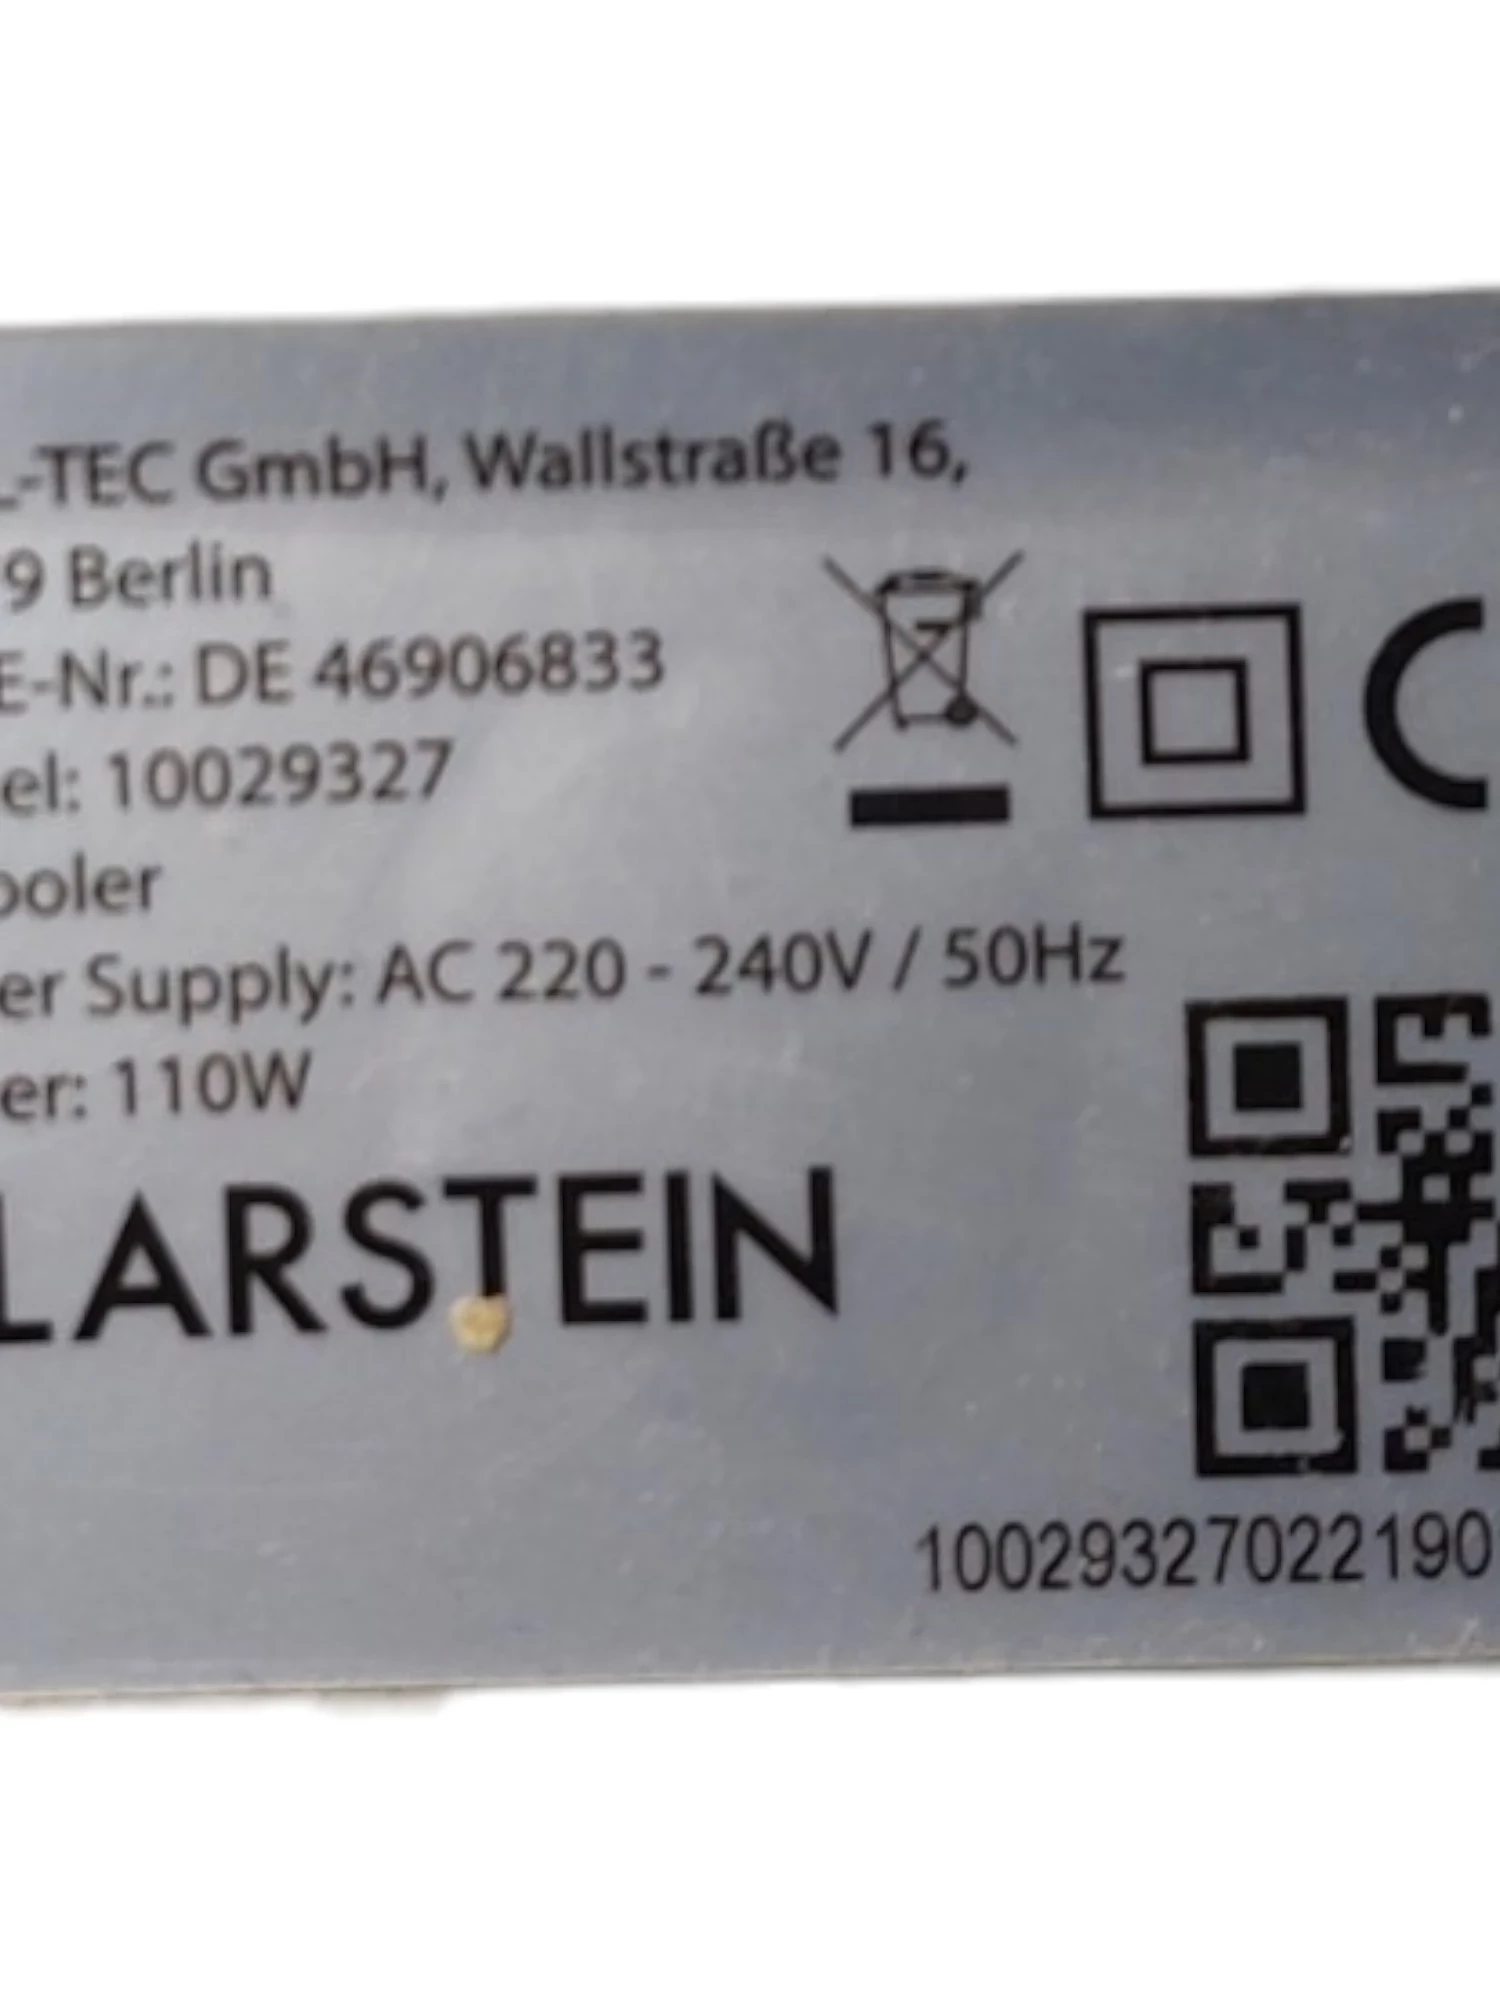 L-TEC GmbH, Wallstraße 16,
9 Berlin
E-Nr.: DE 46906833
el: 10029327
ooler
er Supply: AC 220 - 240V / 50Hz
er: 110W
LARSTEIN
10029327022190